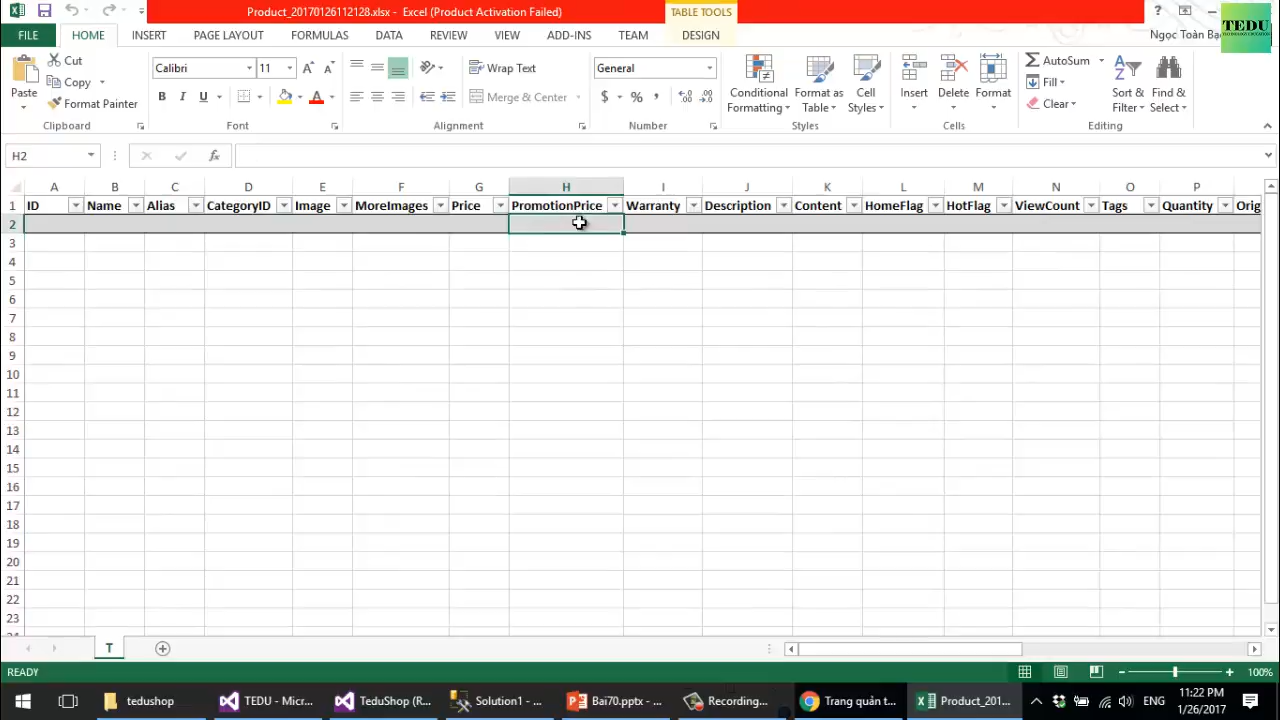 Product_20170126112128.xlsx - Excel (Product Activation Failed)
TABLE TOOLS
?
TEDU
FILE
HOME
INSERT
PAGE LAYOUT
FORMULAS
DATA
REVIEW
VIEW
ADD-INS
TEAM
DESIGN
Paste
Cut
Copy
Format Painter
Clipboard
Calibri
11
B I U
Font
Wrap Text
Merge & Center
Alignment
General
$ % ,
Number
Conditional Formatting
Format as Table
Cell Styles
Styles
Insert
Delete
Format
Cells
AutoSum
Fill
Clear
Sort & Filter
Find & Select
Editing
H2
fx
A B C D E F G H I J K L M N O P
1 ID Name Alias CategoryID Image MoreImages Price PromotionPrice Warranty Description Content HomeFlag HotFlag ViewCount Tags Quantity Orig
2
3
4
5
6
7
8
9
10
11
12
13
14
15
16
17
18
19
20
21
22
23
T
READY
100%
tedushop
TEDU - Micr...
TeduShop (R...
Solution1 - ...
Bai70.pptx - ...
Recording...
Trang quản t...
Product_201...
ENG
11:22 PM
1/26/2017